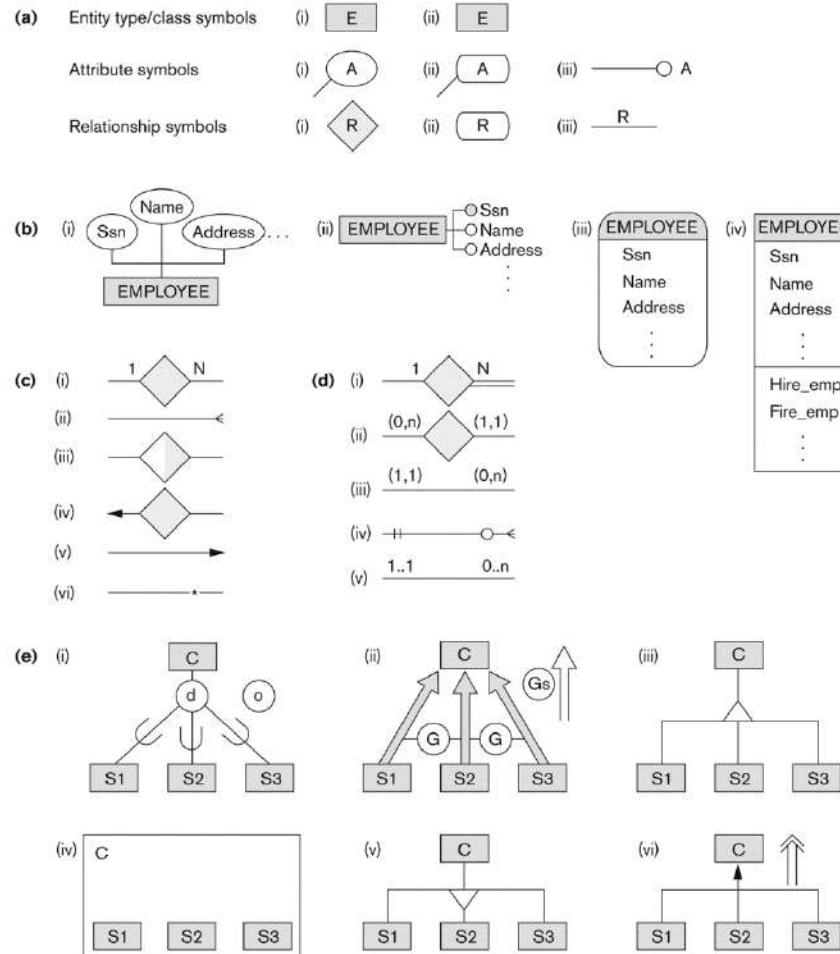 (a) Entity type/class symbols (i) E (ii) E
Attribute symbols (i) A (ii) A (iii) A
Relationship symbols (i) R (ii) R (iii) R
(b) (i) Ssn Name Address . . .
EMPLOYEE
(ii) EMPLOYEE
Ssn
Name
Address
(iii) EMPLOYEE
Ssn
Name
Address
(iv) EMPLOYEE
Ssn
Name
Address
Hire_emp
Fire_emp
(c) (i) 1 N
(ii)
(iii)
(iv)
(v)
(vi) *
(d) (i) 1 N
(ii) (0,n) (1,1)
(iii) (1,1) (0,n)
(iv)
(v) 1..1 0..n
(e) (i) C
d o
S1 S2 S3
(ii) C
Gs
G G
S1 S2 S3
(iii) C
S1 S2 S3
(iv) C
S1 S2 S3
(v) C
S1 S2 S3
(vi) C
S1 S2 S3